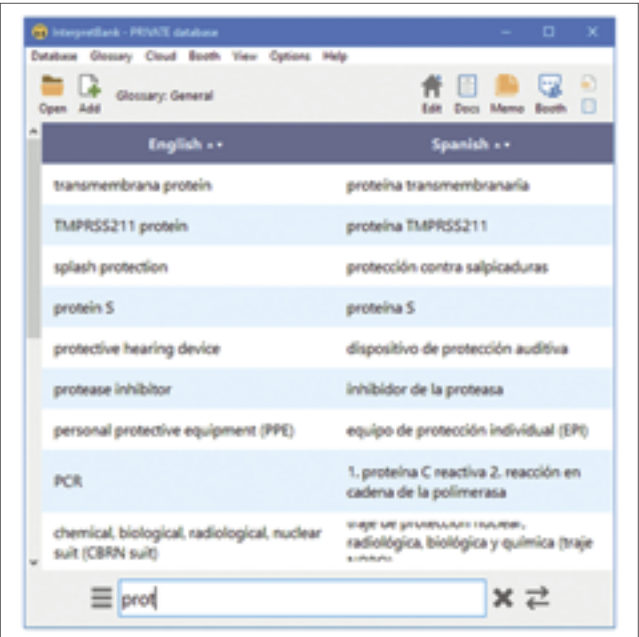 InterpretBank - PRIVATE database
Database Glossary Cloud Booth View Options Help
Open Add Glossary: General Edit Docs Memo Booth
English Spanish
transmembrana protein proteína transmembranaria
TMPRSS211 protein proteína TMPRSS211
splash protection protección contra salpicaduras
protein S proteína S
protective hearing device dispositivo de protección auditiva
protease inhibitor inhibidor de la proteasa
personal protective equipment (PPE) equipo de protección individual (EPI)
PCR 1. proteína C reactiva 2. reacción en
cadena de la polimerasa
chemical, biological, radiological, nuclear traje de protección nuclear,
suit (CBRN suit) radiológica, biológica y química (traje
prot